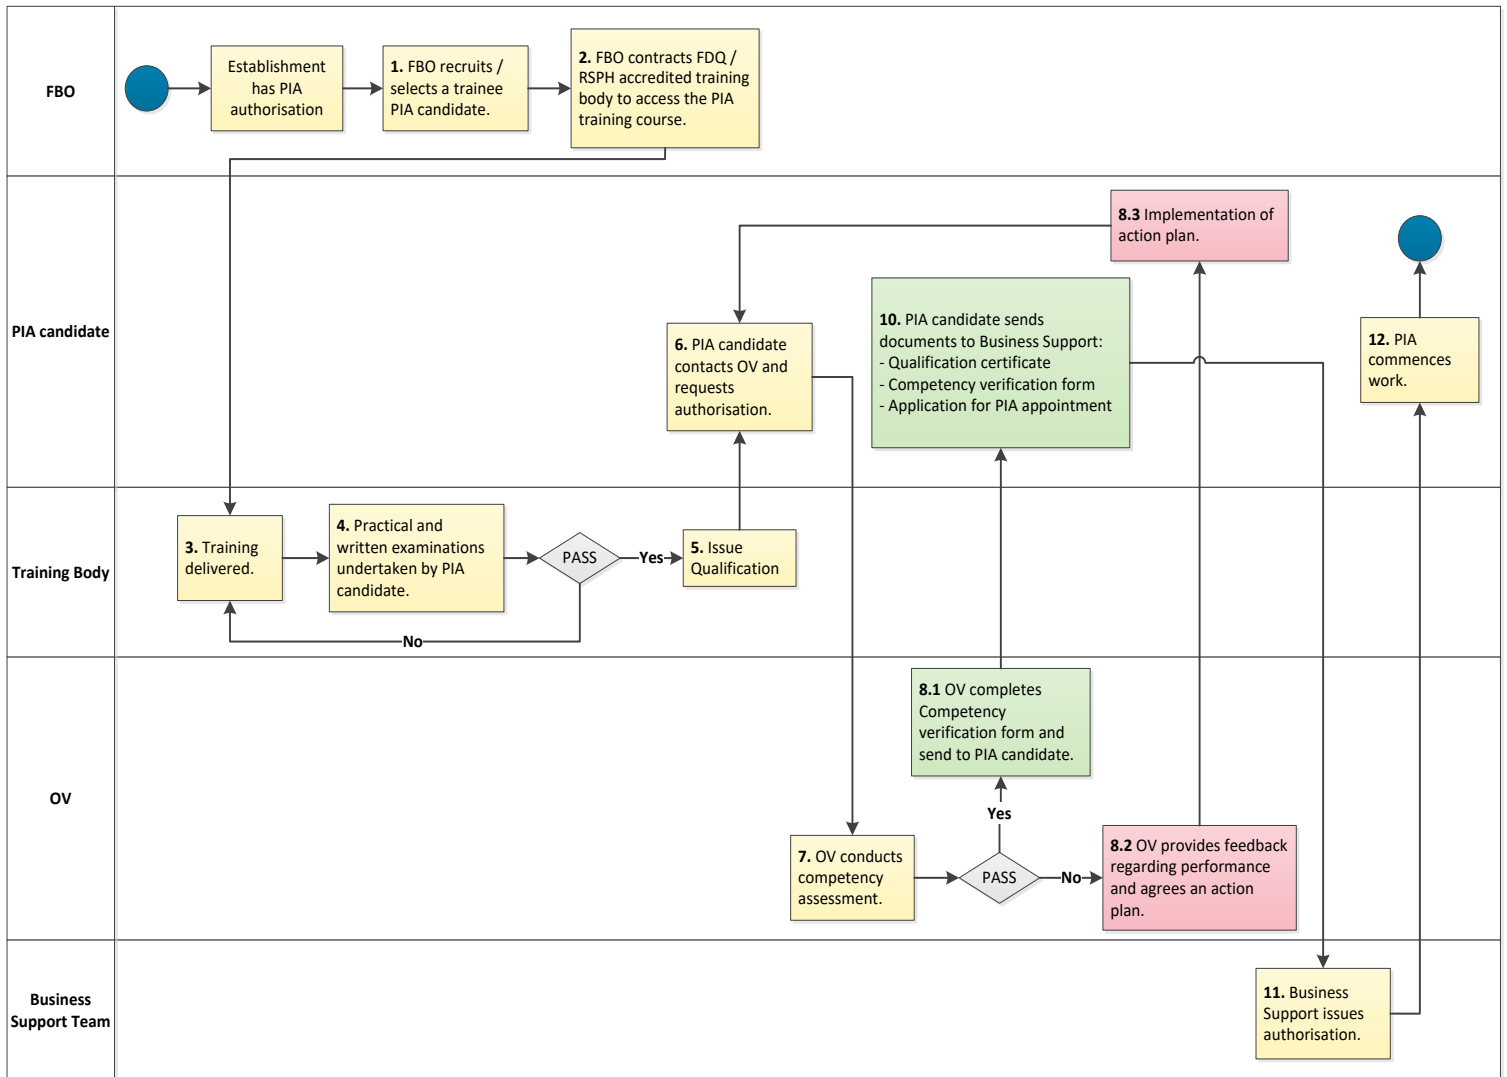 FBO
Establishment
has PIA
authorisation
1. FBO recruits /
selects a trainee
PIA candidate.
2. FBO contracts FDQ /
RSPH accredited training
body to access the PIA
training course.
PIA candidate
8.3 Implementation of
action plan.
6. PIA candidate
contacts OV and
requests
authorisation.
10. PIA candidate sends
documents to Business Support:
- Qualification certificate
- Competency verification form
- Application for PIA appointment
12. PIA
commences
work.
Training Body
3. Training
delivered.
4. Practical and
written examinations
undertaken by PIA
candidate.
PASS
Yes
5. Issue
Qualification
No
OV
8.1 OV completes
Competency
verification form and
send to PIA candidate.
Yes
7. OV conducts
competency
assessment.
PASS
No
8.2 OV provides feedback
regarding performance
and agrees an action
plan.
Business
Support Team
11. Business
Support issues
authorisation.